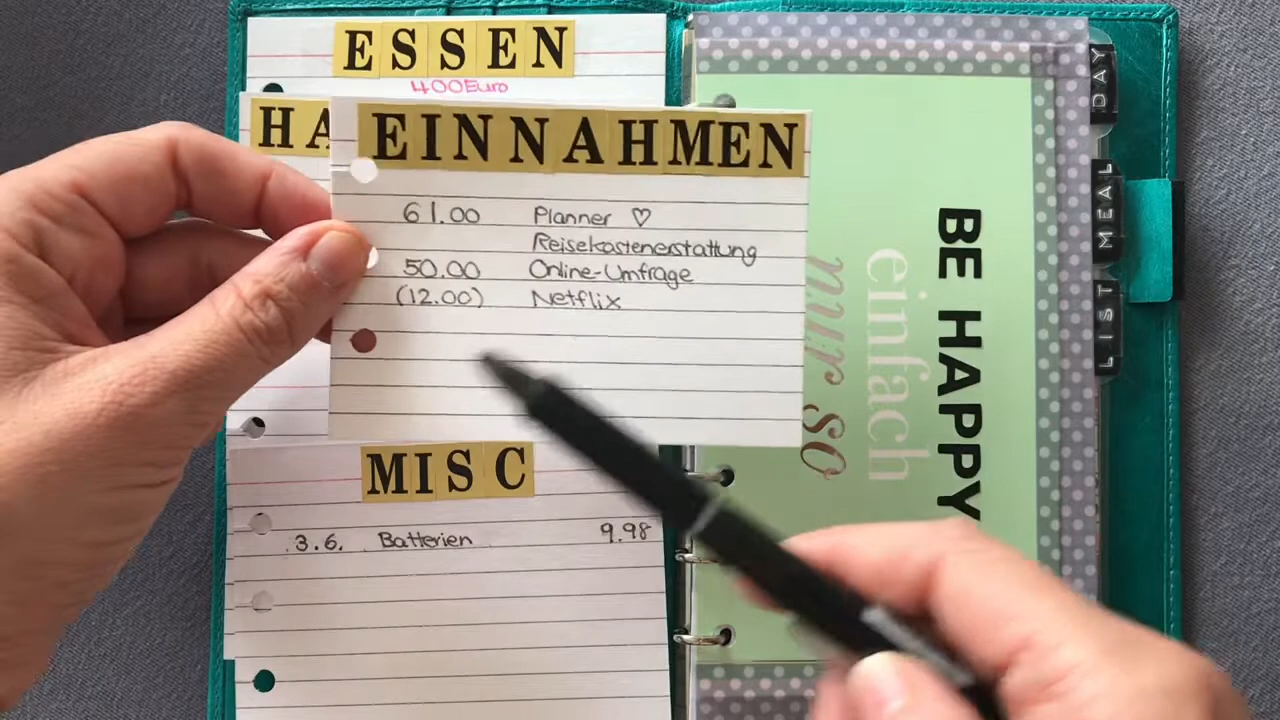 ESSEN
400Euro
HA
EINNAHMEN
61.00 Planner ♡
Reisekostenerstattung
50.00 Online-Umfrage
(12.00) Netflix
MISC
3.6. Batterien 9.98
BE HAPPY
einfach
nur so
DAY
MEAL
LIST